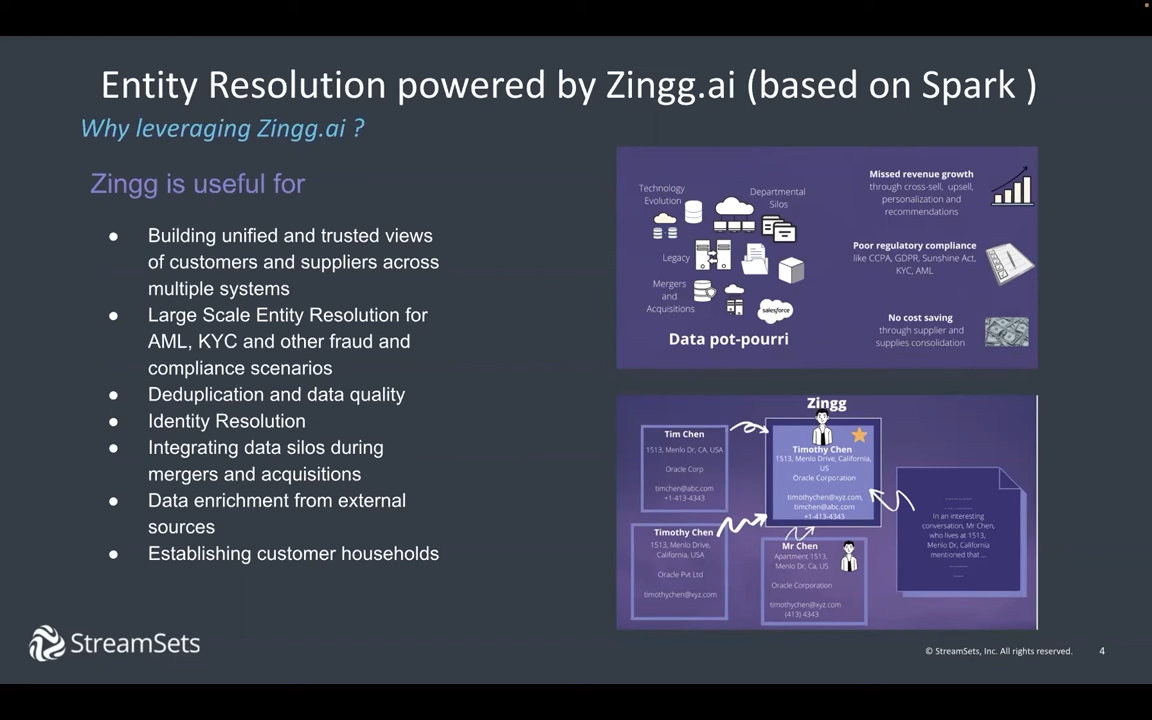 Entity Resolution powered by Zingg.ai (based on Spark )
Why leveraging Zingg.ai ?
Zingg is useful for
● Building unified and trusted views
of customers and suppliers across
multiple systems
● Large Scale Entity Resolution for
AML, KYC and other fraud and
compliance scenarios
● Deduplication and data quality
● Identity Resolution
● Integrating data silos during
mergers and acquisitions
● Data enrichment from external
sources
● Establishing customer households
Technology
Evolution
Departmental
Silos
Legacy
Mergers
and
Acquisitions
salesforce
Data pot-pourri
Missed revenue growth
through cross-sell, upsell,
personalization and
recommendations
Poor regulatory compliance
like CCPA, GDPR, Sunshine Act,
KYC, AML
No cost saving
through supplier and
supplies consolidation
Zingg
Tim Chen
1513, Menlo Dr, CA, USA
Oracle Corp
timchen@abc.com
+1-413-4343
Timothy Chen
1513, Menlo Drive, California,
US
Oracle Corporation
timothychen@xyz.com,
timchen@abc.com
+1-413-4343
Timothy Chen
1513, Menlo Drive,
California, USA
Oracle Pvt Ltd
timothychen@xyz.com
Mr Chen
Apartment 1513,
Menlo Dr, Ca, US
Oracle Corporation
timothychen@xyz.com
(413) 4343
In an interesting
conversation, Mr Chen,
who lives at 1513,
Menlo Dr, California
mentioned that ...
StreamSets
© StreamSets, Inc. All rights reserved.
4